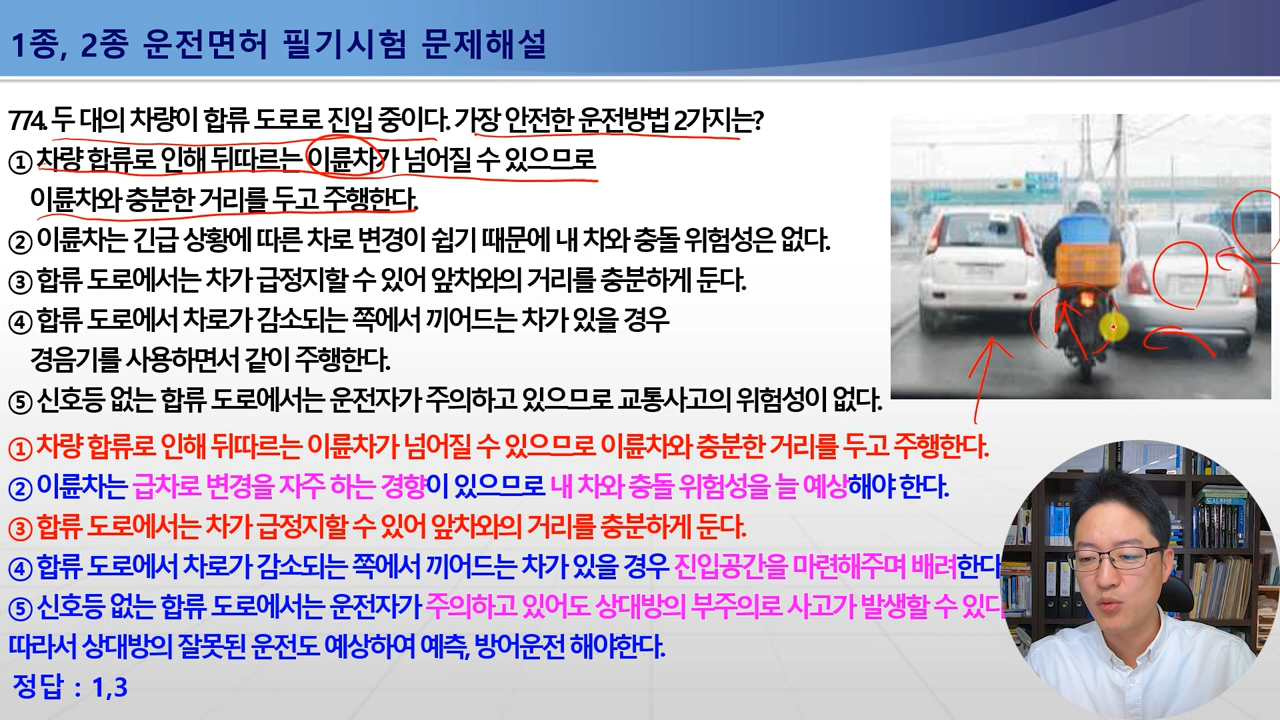 1종, 2종 운전면허 필기시험 문제해설
774. 두 대의 차량이 합류 도로로 진입 중이다. 가장 안전한 운전방법 2가지는?
① 차량 합류로 인해 뒤따르는 이륜차가 넘어질 수 있으므로
이륜차와 충분한 거리를 두고 주행한다.
② 이륜차는 긴급 상황에 따른 차로 변경이 쉽기 때문에 내 차와 충돌 위험성은 없다.
③ 합류 도로에서는 차가 급정지할 수 있어 앞차와의 거리를 충분하게 둔다.
④ 합류 도로에서 차로가 감소되는 쪽에서 끼어드는 차가 있을 경우
경음기를 사용하면서 같이 주행한다.
⑤ 신호등 없는 합류 도로에서는 운전자가 주의하고 있으므로 교통사고의 위험성이 없다.
① 차량 합류로 인해 뒤따르는 이륜차가 넘어질 수 있으므로 이륜차와 충분한 거리를 두고 주행한다.
② 이륜차는 급차로 변경을 자주 하는 경향이 있으므로 내 차와 충돌 위험성을 늘 예상해야 한다.
③ 합류 도로에서는 차가 급정지할 수 있어 앞차와의 거리를 충분하게 둔다.
④ 합류 도로에서 차로가 감소되는 쪽에서 끼어드는 차가 있을 경우 진입공간을 마련해주며 배려한다
⑤ 신호등 없는 합류 도로에서는 운전자가 주의하고 있어도 상대방의 부주의로 사고가 발생할 수 있다
따라서 상대방의 잘못된 운전도 예상하여 예측, 방어운전 해야한다.
정답 : 1,3